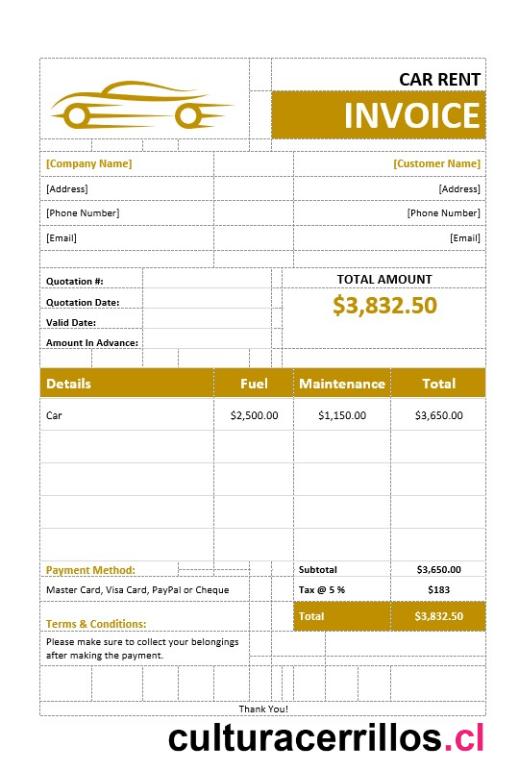 CAR RENT
INVOICE
[Company Name] [Customer Name]
[Address] [Address]
[Phone Number] [Phone Number]
[Email] [Email]
Quotation #:
TOTAL AMOUNT
Quotation Date:
$3,832.50
Valid Date:
Amount In Advance:
Details Fuel Maintenance Total
Car $2,500.00 $1,150.00 $3,650.00
Payment Method: Subtotal $3,650.00
Master Card, Visa Card, PayPal or Cheque Tax @ 5 % $183
Total $3,832.50
Terms & Conditions:
Please make sure to collect your belongings
after making the payment.
Thank You!
culturacerrillos.cl